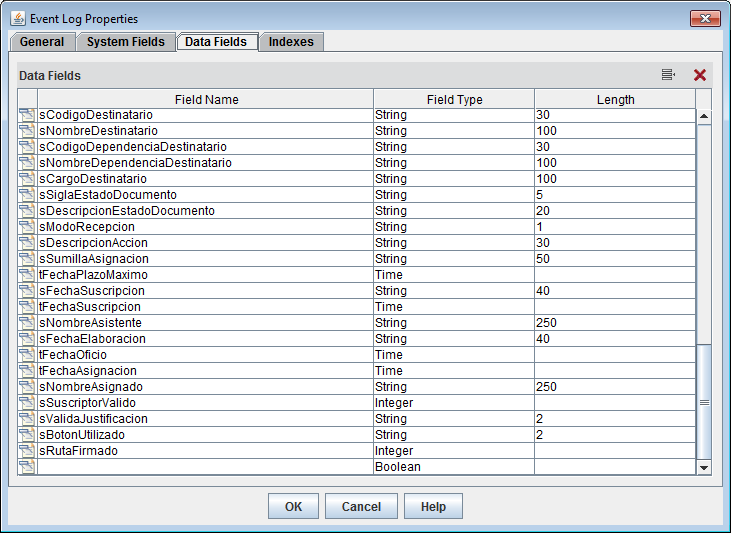 Event Log Properties
General System Fields Data Fields Indexes
Data Fields
Field Name Field Type Length
sCodigoDestinatario String 30
sNombreDestinatario String 100
sCodigoDependenciaDestinatario String 30
sNombreDependenciaDestinatario String 100
sCargoDestinatario String 100
sSiglaEstadoDocumento String 5
sDescripcionEstadoDocumento String 20
sModoRecepcion String 1
sDescripcionAccion String 30
sSumillaAsignacion String 50
tFechaPlazoMaximo Time
sFechaSuscripcion String 40
tFechaSuscripcion Time
sNombreAsistente String 250
sFechaElaboracion String 40
tFechaOficio Time
tFechaAsignacion Time
sNombreAsignado String 250
sSuscriptorValido Integer
sValidaJustificacion String 2
sBotonUtilizado String 2
sRutaFirmado Integer
Boolean
OK Cancel Help